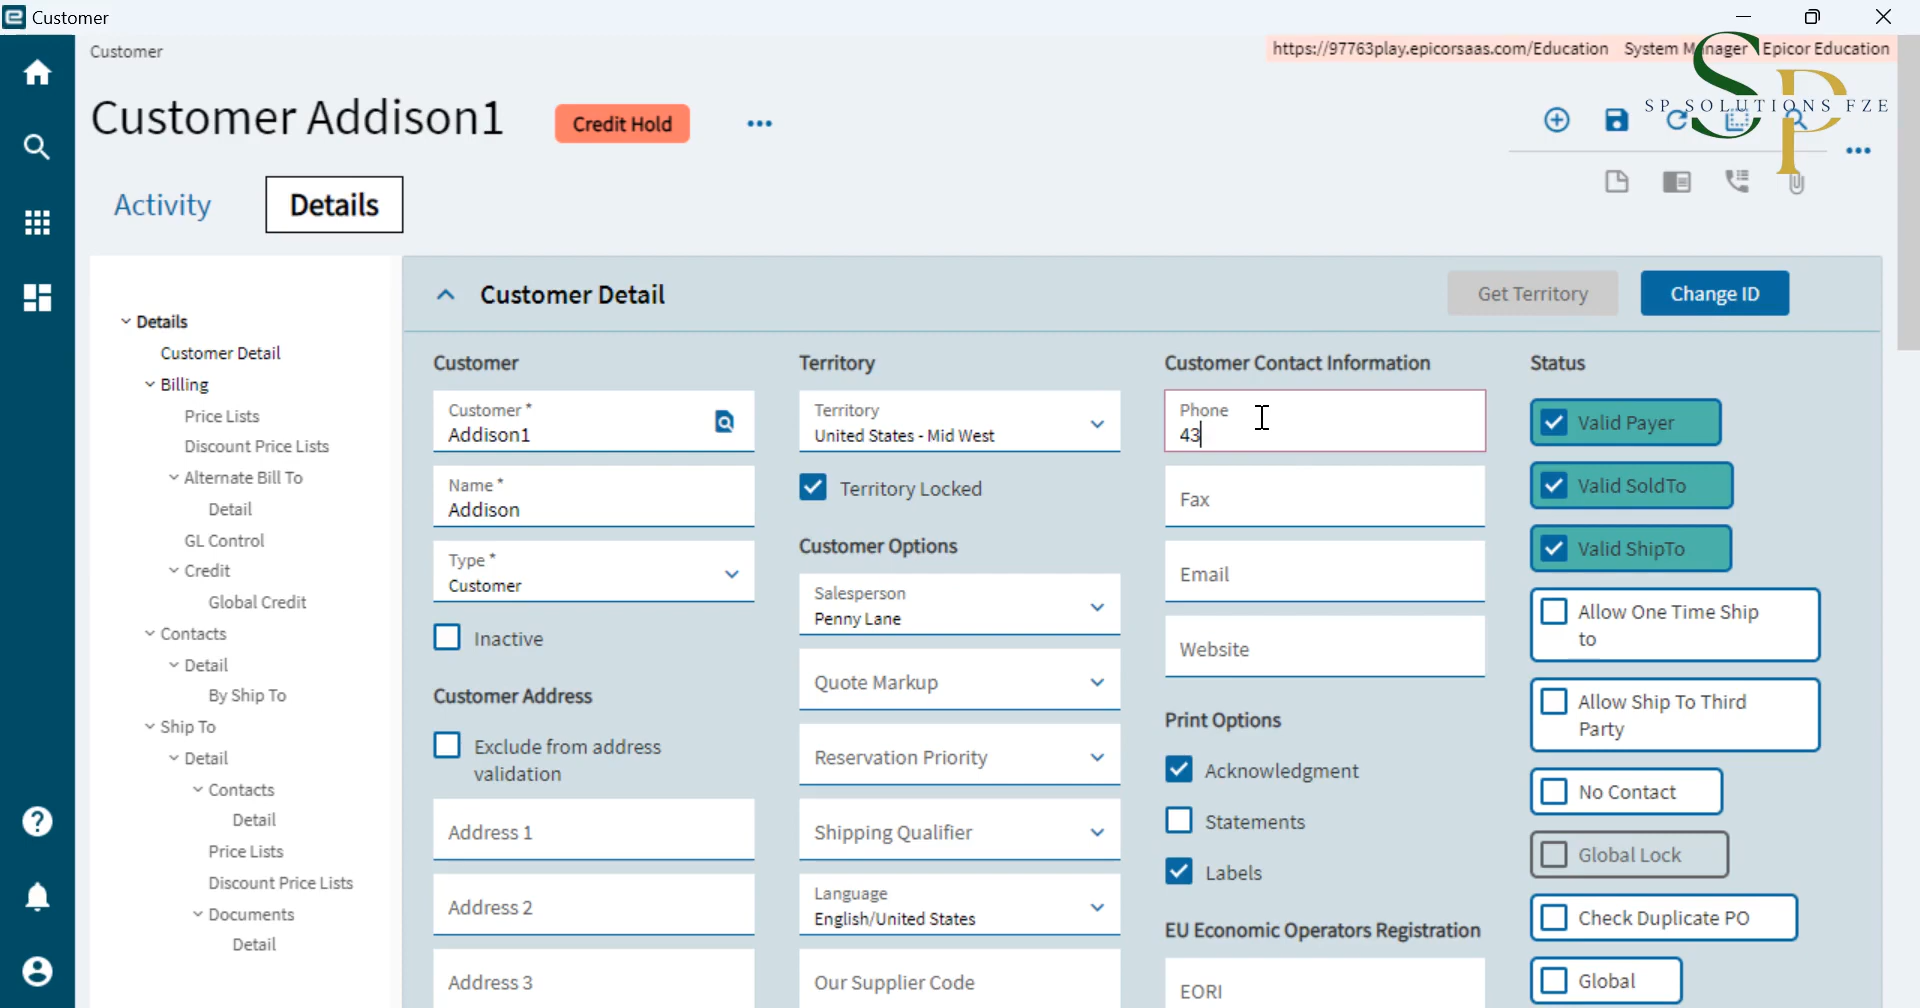 Customer
Customer
https://97763play.epicorsaas.com/Education System Manager Epicor Education
Customer Addison1
Credit Hold
SP SOLUTIONS FZE
Activity
Details
Details
Customer Detail
Billing
Price Lists
Discount Price Lists
Alternate Bill To
Detail
GL Control
Credit
Global Credit
Contacts
Detail
By Ship To
Ship To
Detail
Contacts
Detail
Price Lists
Discount Price Lists
Documents
Detail
Customer Detail
Get Territory
Change ID
Customer
Customer *
Addison1
Name *
Addison
Type *
Customer
Inactive
Customer Address
Exclude from address
validation
Address 1
Address 2
Address 3
Territory
Territory
United States - Mid West
Territory Locked
Customer Options
Salesperson
Penny Lane
Quote Markup
Reservation Priority
Shipping Qualifier
Language
English/United States
Our Supplier Code
Customer Contact Information
Phone
43
Fax
Email
Website
Print Options
Acknowledgment
Statements
Labels
EU Economic Operators Registration
EORI
Status
Valid Payer
Valid SoldTo
Valid ShipTo
Allow One Time Ship
to
Allow Ship To Third
Party
No Contact
Global Lock
Check Duplicate PO
Global